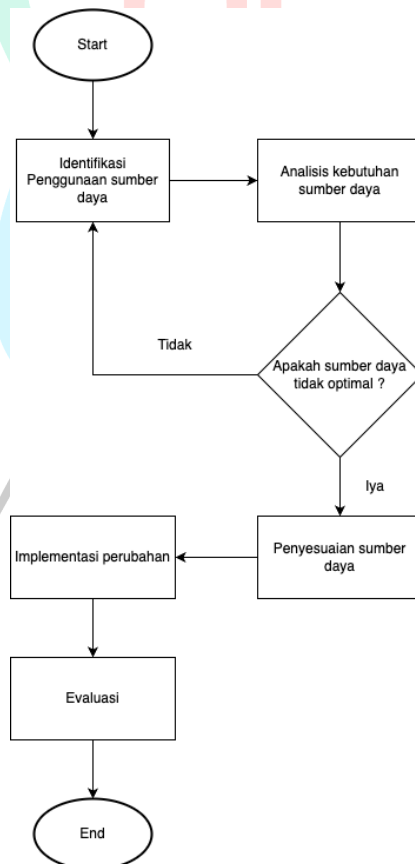 Start
Identifikasi
Penggunaan sumber
daya
Analisis kebutuhan
sumber daya
Apakah sumber daya
tidak optimal ?
Tidak
Iya
Penyesuaian sumber
daya
Implementasi perubahan
Evaluasi
End